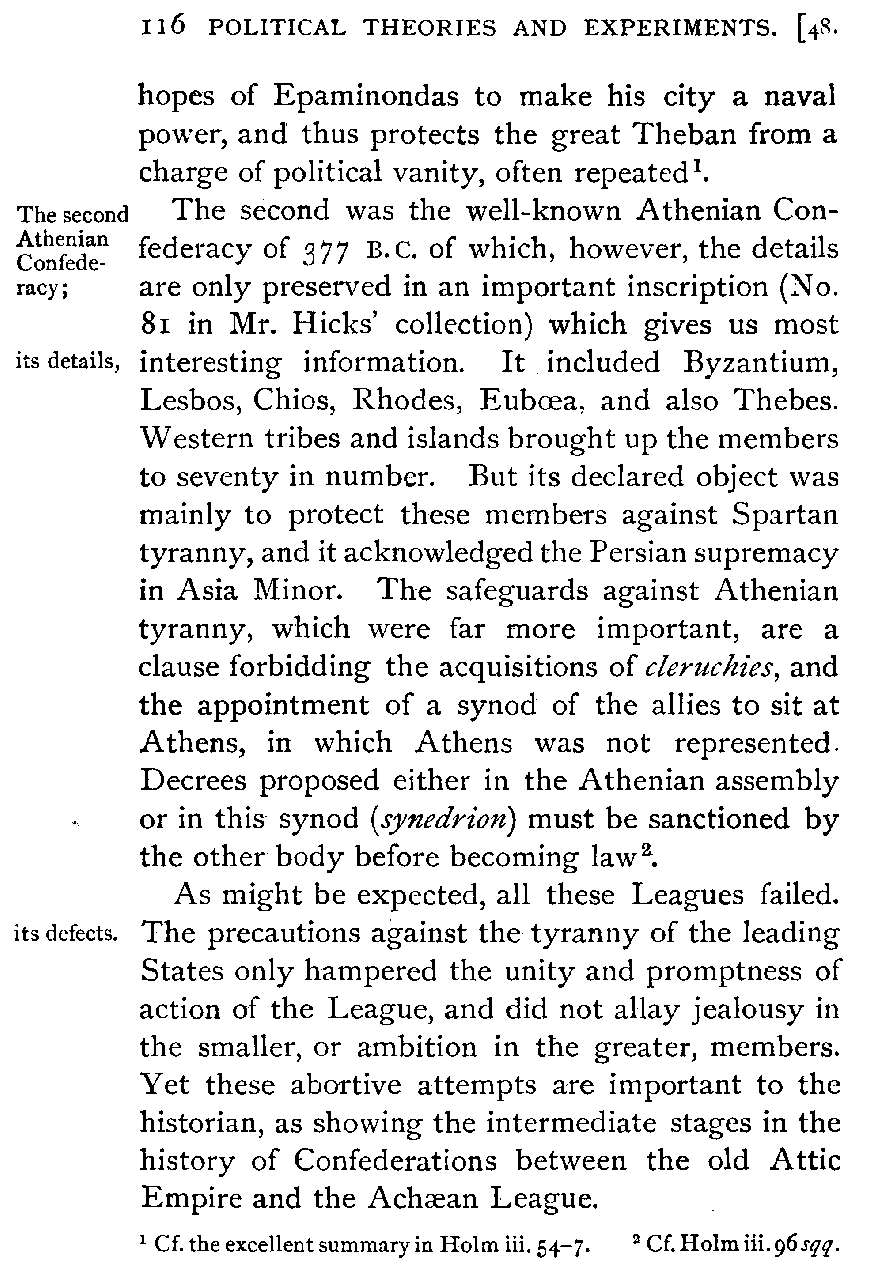 116 POLITICAL THEORIES AND EXPERIMENTS. [48.
hopes of Epaminondas to make his city a naval
power, and thus protects the great Theban from a
charge of political vanity, often repeated¹.
The second
Athenian
Confede-
racy;
The second was the well-known Athenian Con-
federacy of 377 B.C. of which, however, the details
are only preserved in an important inscription (No.
81 in Mr. Hicks' collection) which gives us most
its details,
interesting information. It included Byzantium,
Lesbos, Chios, Rhodes, Eubœa, and also Thebes.
Western tribes and islands brought up the members
to seventy in number. But its declared object was
mainly to protect these members against Spartan
tyranny, and it acknowledged the Persian supremacy
in Asia Minor. The safeguards against Athenian
tyranny, which were far more important, are a
clause forbidding the acquisitions of cleruchies, and
the appointment of a synod of the allies to sit at
Athens, in which Athens was not represented.
Decrees proposed either in the Athenian assembly
or in this synod (synedrion) must be sanctioned by
the other body before becoming law².
As might be expected, all these Leagues failed.
its defects.
The precautions against the tyranny of the leading
States only hampered the unity and promptness of
action of the League, and did not allay jealousy in
the smaller, or ambition in the greater, members.
Yet these abortive attempts are important to the
historian, as showing the intermediate stages in the
history of Confederations between the old Attic
Empire and the Achæan League.
¹ Cf. the excellent summary in Holm iii. 54–7. ² Cf. Holm iii. 96 sqq.